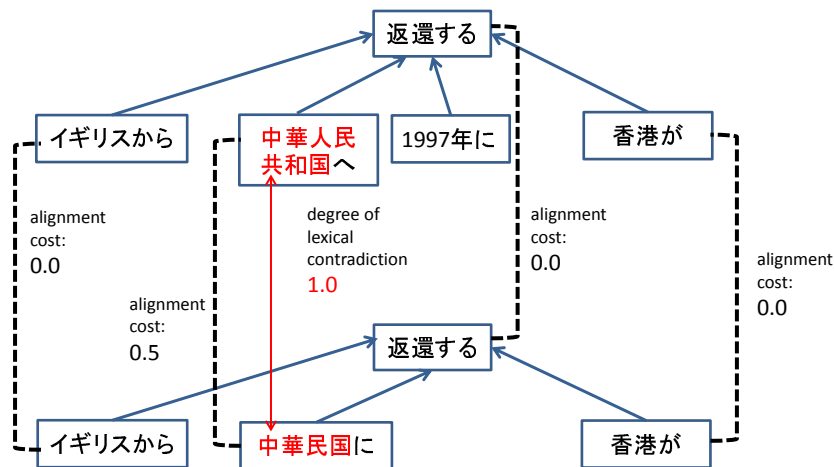 返還する
イギリスから
中華人民
共和国へ
1997年に
香港が
alignment
cost:
0.0
degree of
lexical
contradiction
1.0
alignment
cost:
0.0
alignment
cost:
0.0
alignment
cost:
0.5
返還する
イギリスから
中華民国に
香港が